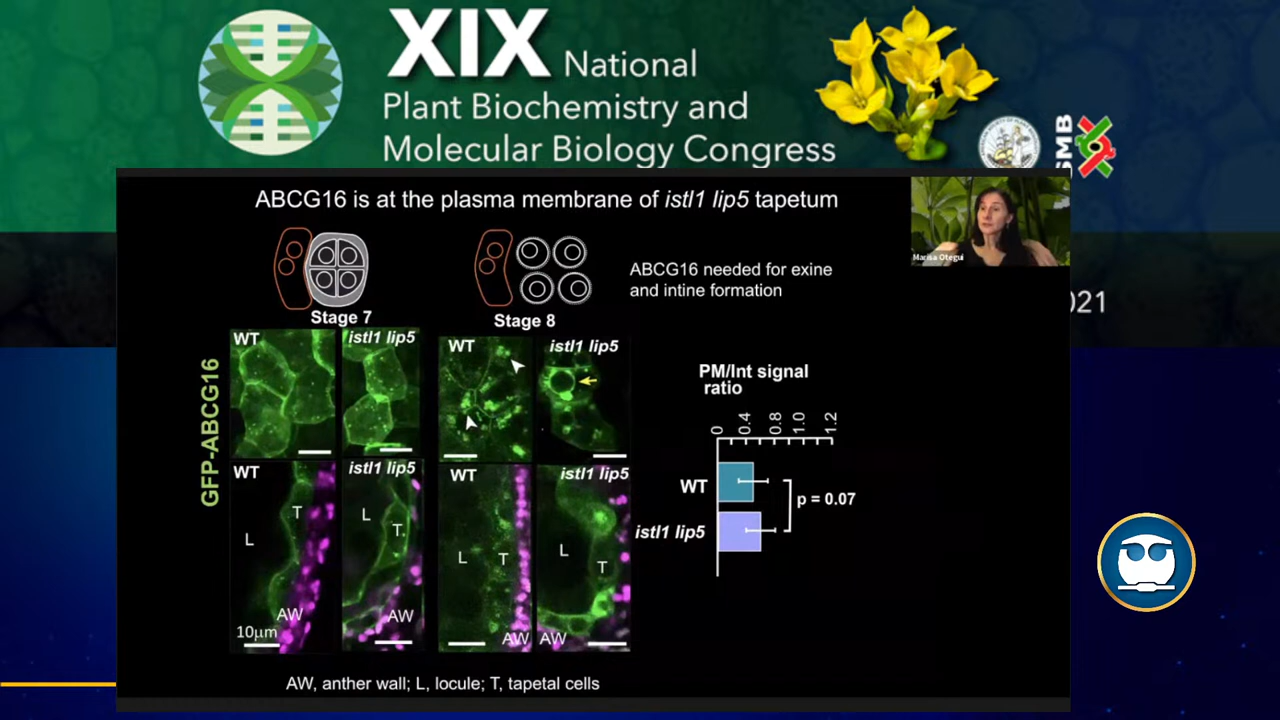 XIX National
Plant Biochemistry and
Molecular Biology Congress
SMB
021
ABCG16 is at the plasma membrane of istl1 lip5 tapetum
Marisa Otegui
ABCG16 needed for exine
and intine formation
Stage 7
Stage 8
GFP-ABCG16
WT
istl1 lip5
WT
istl1 lip5
WT
istl1 lip5
WT
istl1 lip5
L
T
AW
10μm
L
T
AW
L
T
AW
L
T
AW
PM/Int signal
ratio
0
0.4
0.8
1.0
1.2
WT
istl1 lip5
p = 0.07
AW, anther wall; L, locule; T, tapetal cells